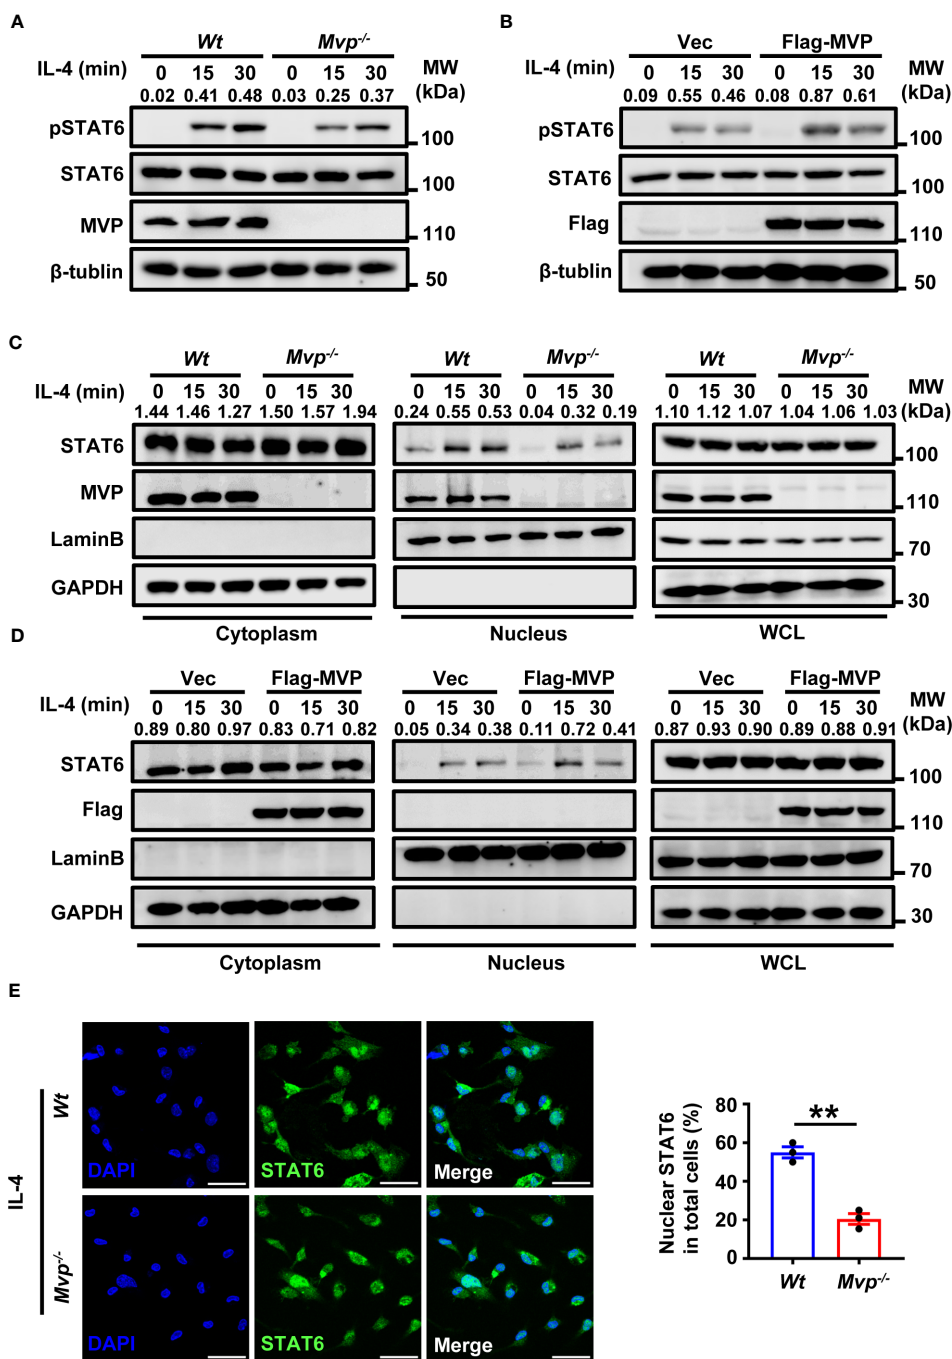 A
Wt Mvp-/-
IL-4 (min) 0 15 30 0 15 30 MW
0.02 0.41 0.48 0.03 0.25 0.37 (kDa)
pSTAT6 100
STAT6 100
MVP 110
β-tublin 50
B
Vec Flag-MVP
IL-4 (min) 0 15 30 0 15 30 MW
0.09 0.55 0.46 0.08 0.87 0.61 (kDa)
pSTAT6 100
STAT6 100
Flag 110
β-tublin 50
C
Wt Mvp-/- Wt Mvp-/- Wt Mvp-/-
IL-4 (min) 0 15 30 0 15 30 0 15 30 0 15 30 0 15 30 0 15 30 MW
1.44 1.46 1.27 1.50 1.57 1.94 0.24 0.55 0.53 0.04 0.32 0.19 1.10 1.12 1.07 1.04 1.06 1.03 (kDa)
STAT6 100
MVP 110
LaminB 70
GAPDH 30
Cytoplasm Nucleus WCL
D
Vec Flag-MVP Vec Flag-MVP Vec Flag-MVP
IL-4 (min) 0 15 30 0 15 30 0 15 30 0 15 30 0 15 30 0 15 30 MW
0.89 0.80 0.97 0.83 0.71 0.82 0.05 0.34 0.38 0.11 0.72 0.41 0.87 0.93 0.90 0.89 0.88 0.91 (kDa)
STAT6 100
Flag 110
LaminB 70
GAPDH 30
Cytoplasm Nucleus WCL
E
IL-4
Wt
DAPI STAT6 Merge
Mvp-/-
DAPI STAT6 Merge
Nuclear STAT6
in total cells (%)
80
60
40
20
0
**
Wt Mvp-/-